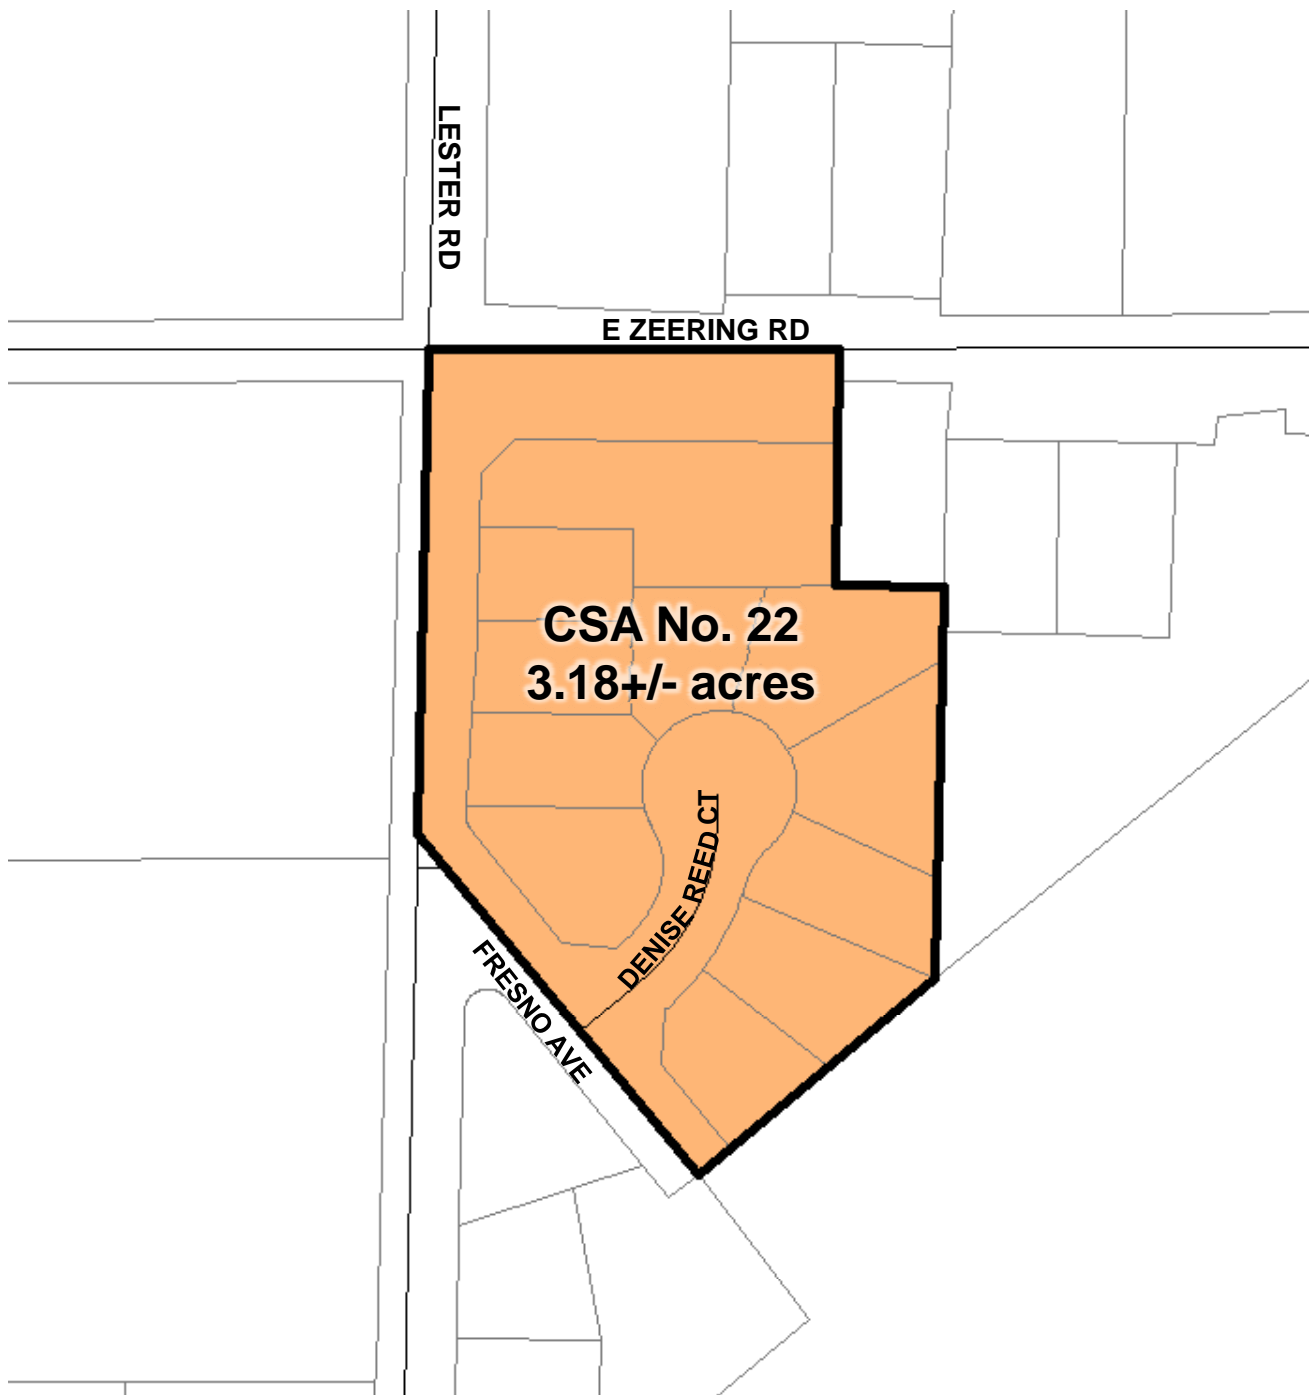 LESTER RD
E ZEERING RD
CSA No. 22
3.18+/- acres
DENISE REED CT
FRESNO AVE